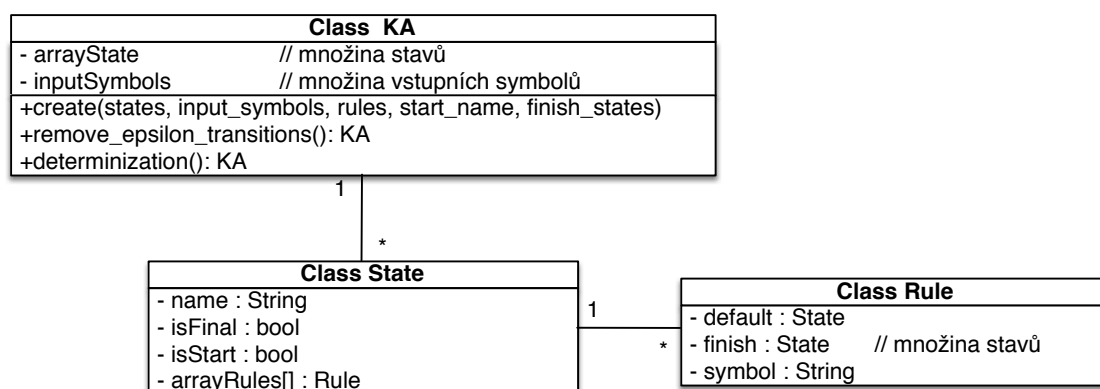 Class KA
- arrayState // množina stavů
- inputSymbols // množina vstupních symbolů
+create(states, input_symbols, rules, start_name, finish_states)
+remove_epsilon_transitions(): KA
+determinization(): KA
1
*
Class State
- name : String
- isFinal : bool
- isStart : bool
- arrayRules[] : Rule
1
*
Class Rule
- default : State
- finish : State // množina stavů
- symbol : String